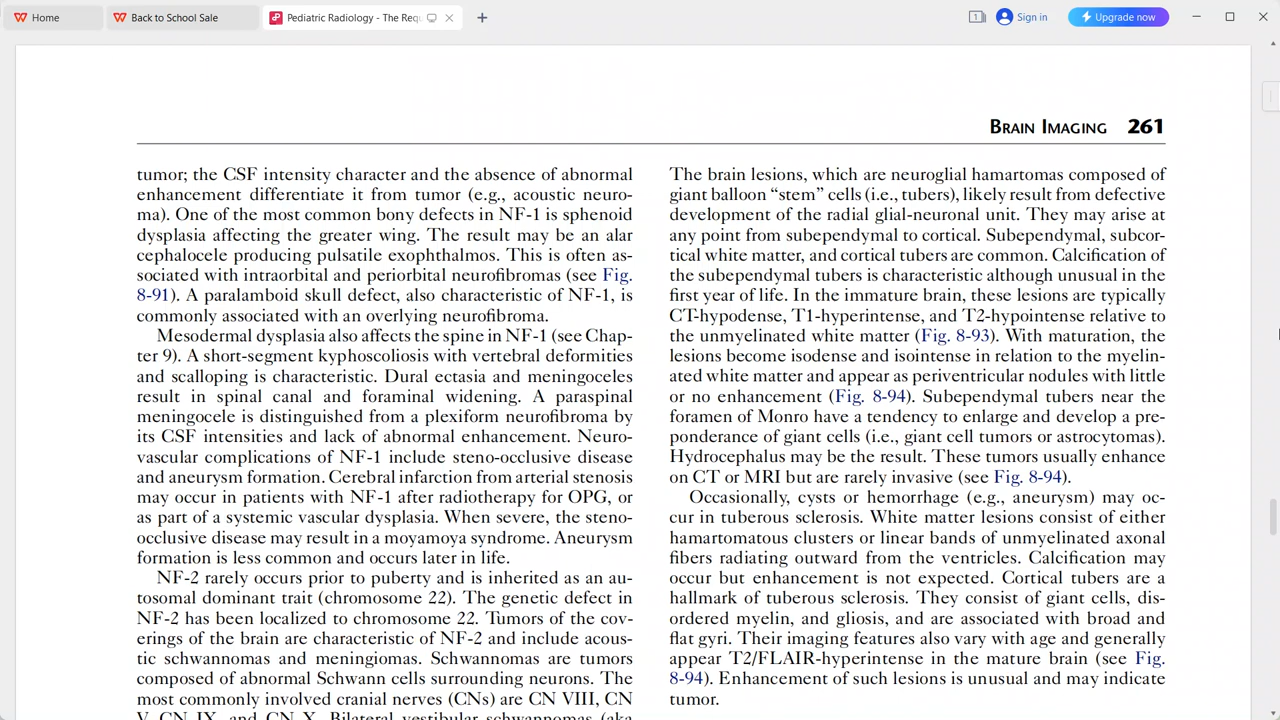 Home
Back to School Sale
Pediatric Radiology - The Req
1
Sign in
Upgrade now
BRAIN IMAGING 261
tumor; the CSF intensity character and the absence of abnormal
enhancement differentiate it from tumor (e.g., acoustic neuro-
ma). One of the most common bony defects in NF-1 is sphenoid
dysplasia affecting the greater wing. The result may be an alar
cephalocele producing pulsatile exophthalmos. This is often as-
sociated with intraorbital and periorbital neurofibromas (see Fig.
8-91). A paralamboid skull defect, also characteristic of NF-1, is
commonly associated with an overlying neurofibroma.
Mesodermal dysplasia also affects the spine in NF-1 (see Chap-
ter 9). A short-segment kyphoscoliosis with vertebral deformities
and scalloping is characteristic. Dural ectasia and meningoceles
result in spinal canal and foraminal widening. A paraspinal
meningocele is distinguished from a plexiform neurofibroma by
its CSF intensities and lack of abnormal enhancement. Neuro-
vascular complications of NF-1 include steno-occlusive disease
and aneurysm formation. Cerebral infarction from arterial stenosis
may occur in patients with NF-1 after radiotherapy for OPG, or
as part of a systemic vascular dysplasia. When severe, the steno-
occlusive disease may result in a moyamoya syndrome. Aneurysm
formation is less common and occurs later in life.
NF-2 rarely occurs prior to puberty and is inherited as an au-
tosomal dominant trait (chromosome 22). The genetic defect in
NF-2 has been localized to chromosome 22. Tumors of the cov-
erings of the brain are characteristic of NF-2 and include acous-
tic schwannomas and meningiomas. Schwannomas are tumors
composed of abnormal Schwann cells surrounding neurons. The
most commonly involved cranial nerves (CNs) are CN VIII, CN
V, CN IX, and CN X. Bilateral vestibular schwannomas (aka
The brain lesions, which are neuroglial hamartomas composed of
giant balloon “stem” cells (i.e., tubers), likely result from defective
development of the radial glial-neuronal unit. They may arise at
any point from subependymal to cortical. Subependymal, subcor-
tical white matter, and cortical tubers are common. Calcification of
the subependymal tubers is characteristic although unusual in the
first year of life. In the immature brain, these lesions are typically
CT-hypodense, T1-hyperintense, and T2-hypointense relative to
the unmyelinated white matter (Fig. 8-93). With maturation, the
lesions become isodense and isointense in relation to the myelin-
ated white matter and appear as periventricular nodules with little
or no enhancement (Fig. 8-94). Subependymal tubers near the
foramen of Monro have a tendency to enlarge and develop a pre-
ponderance of giant cells (i.e., giant cell tumors or astrocytomas).
Hydrocephalus may be the result. These tumors usually enhance
on CT or MRI but are rarely invasive (see Fig. 8-94).
Occasionally, cysts or hemorrhage (e.g., aneurysm) may oc-
cur in tuberous sclerosis. White matter lesions consist of either
hamartomatous clusters or linear bands of unmyelinated axonal
fibers radiating outward from the ventricles. Calcification may
occur but enhancement is not expected. Cortical tubers are a
hallmark of tuberous sclerosis. They consist of giant cells, dis-
ordered myelin, and gliosis, and are associated with broad and
flat gyri. Their imaging features also vary with age and generally
appear T2/FLAIR-hyperintense in the mature brain (see Fig.
8-94). Enhancement of such lesions is unusual and may indicate
tumor.